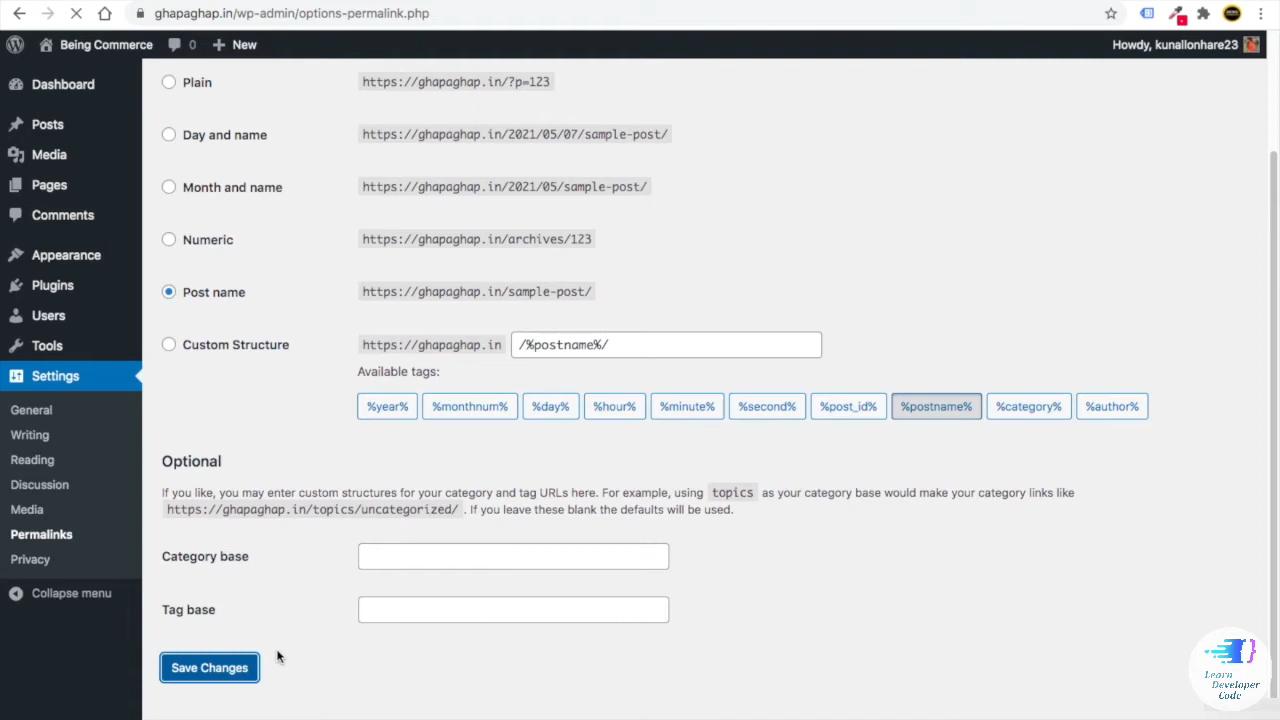 ghapaghap.in/wp-admin/options-permalink.php
Being Commerce 0 New Howdy, kunallonhare23
Dashboard
Posts
Media
Pages
Comments
Appearance
Plugins
Users
Tools
Settings
General
Writing
Reading
Discussion
Media
Permalinks
Privacy
Collapse menu
Plain https://ghapaghap.in/?p=123
Day and name https://ghapaghap.in/2021/05/07/sample-post/
Month and name https://ghapaghap.in/2021/05/sample-post/
Numeric https://ghapaghap.in/archives/123
Post name https://ghapaghap.in/sample-post/
Custom Structure https://ghapaghap.in /%postname%/
Available tags:
%year% %monthnum% %day% %hour% %minute% %second% %post_id% %postname% %category% %author%
Optional
If you like, you may enter custom structures for your category and tag URLs here. For example, using topics as your category base would make your category links like
https://ghapaghap.in/topics/uncategorized/ . If you leave these blank the defaults will be used.
Category base
Tag base
Save Changes
Learn
Developer
Code